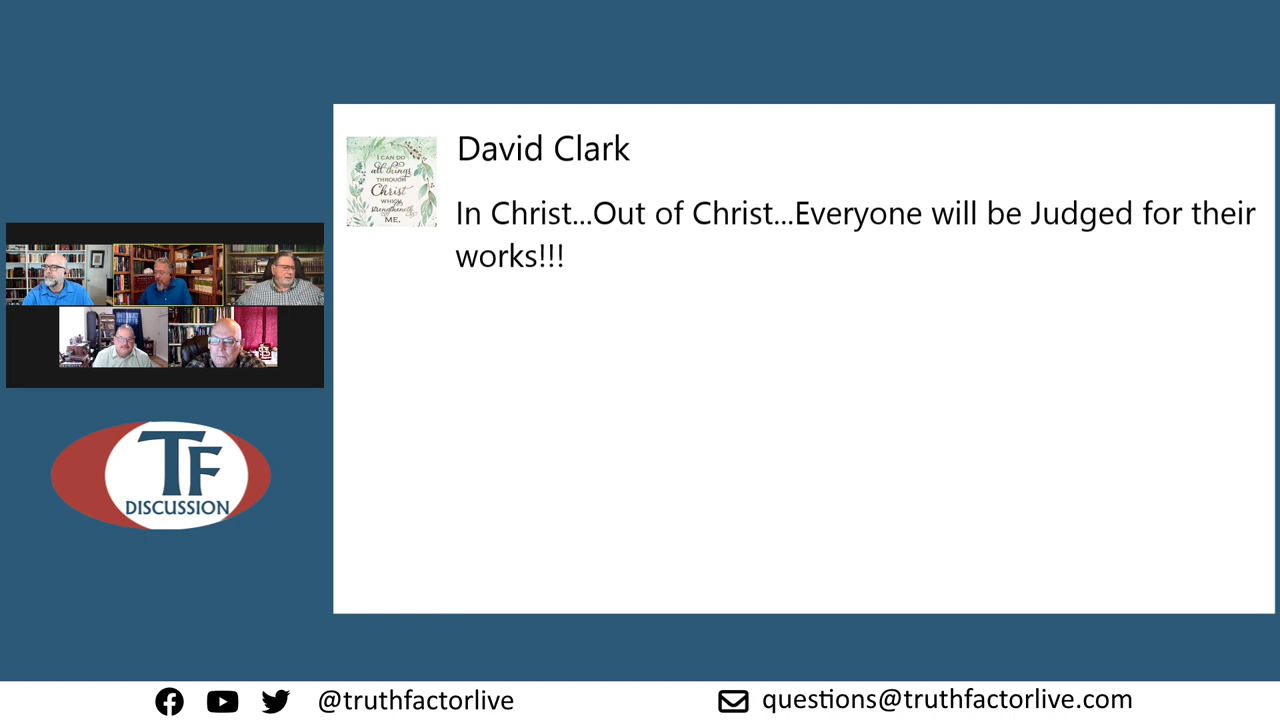 David Clark
In Christ...Out of Christ...Everyone will be Judged for their
works!!!
I CAN DO
all things
THROUGH
Christ
WHICH
strengtheneth
ME.
TF
DISCUSSION
@truthfactorlive
questions@truthfactorlive.com